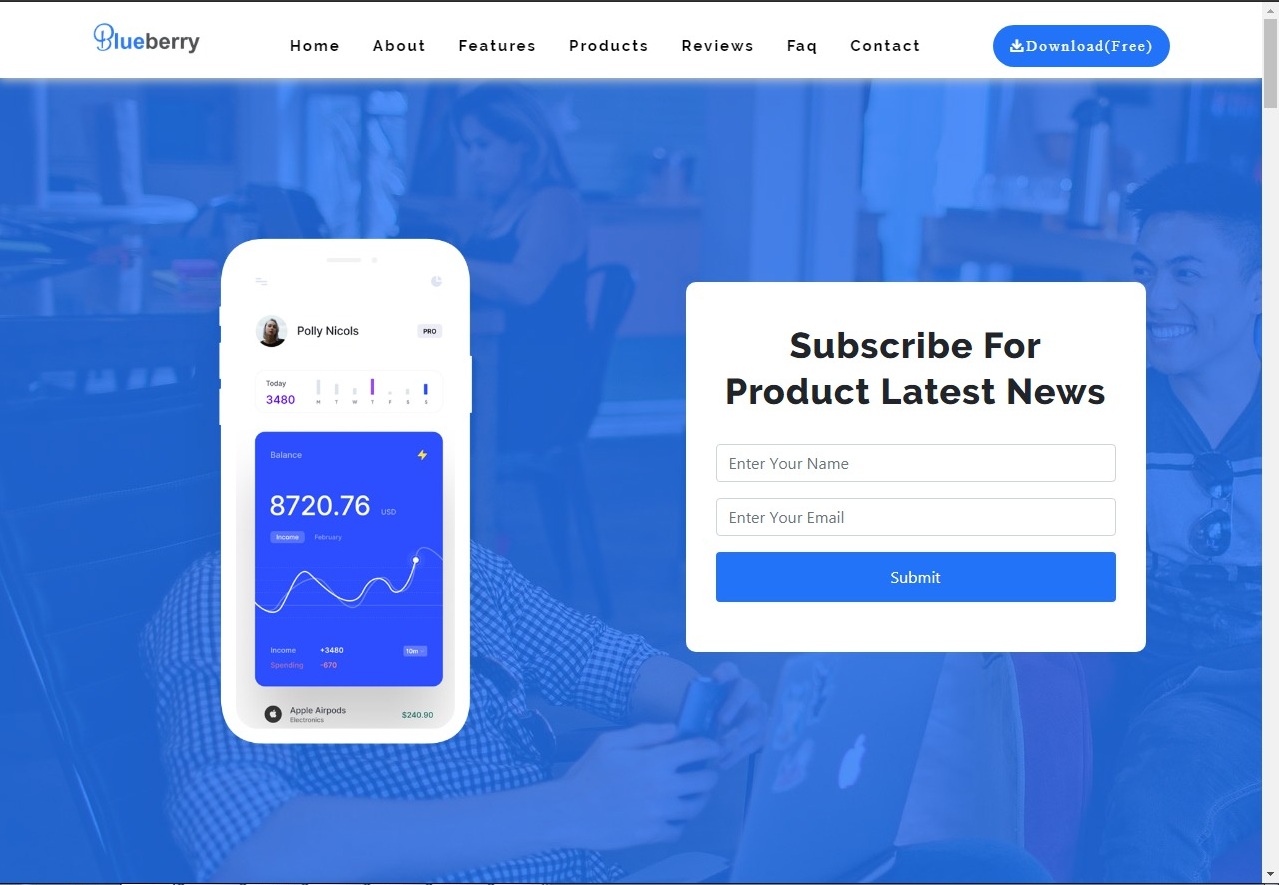 Blueberry
Home About Features Products Reviews Faq Contact
Download(Free)
Polly Nicols PRO
Today
3480
M T W T F S S
Balance
8720.76 USD
Income February
Income +3480 10m
Spending -670
Apple Airpods
Electronics
$240.90
Subscribe For
Product Latest News
Enter Your Name
Enter Your Email
Submit